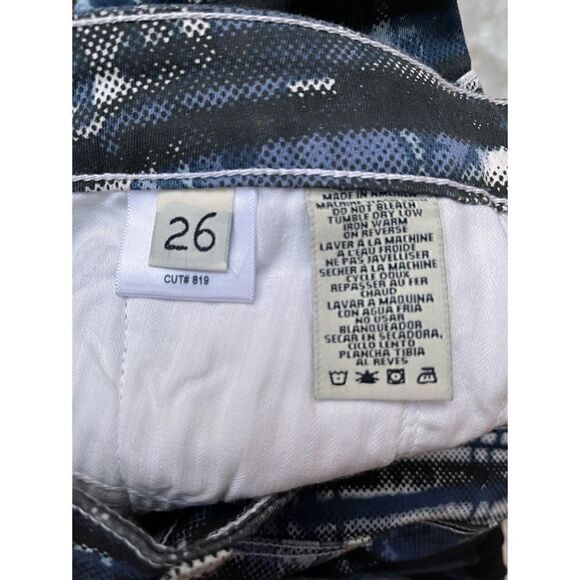 26
CUT# 819
MADE IN AMERICA
MACHINE
DO NOT BLEACH
TUMBLE DRY LOW
IRON WARM
ON REVERSE
LAVER A LA MACHINE
A L'EAU FROIDE
NE PAS JAVELLISER
SECHER A LA MACHINE
CYCLE DOUX
REPASSER AU FER
CHAUD
LAVAR A MAQUINA
CON AGUA FRIA
NO USAR
BLANQUEADOR
SECAR EN SECADORA,
CICLO LENTO
PLANCHA TIBIA
AL REVES